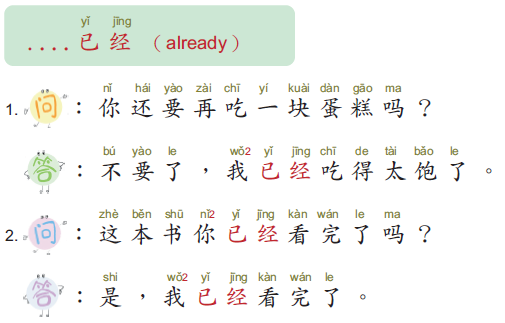 yǐ jīng
....已经（already）
nǐ hái yào zài chī yí kuài dàn gāo ma
1. 问：你还要再吃一块蛋糕吗？
bú yào le wǒ2 yǐ jīng chī de tài bǎo le
答：不要了，我已经吃得太饱了。
zhè běn shū nǐ2 yǐ jīng kàn wán le ma
2. 问：这本书你已经看完了吗？
shì wǒ2 yǐ jīng kàn wán le
答：是，我已经看完了。